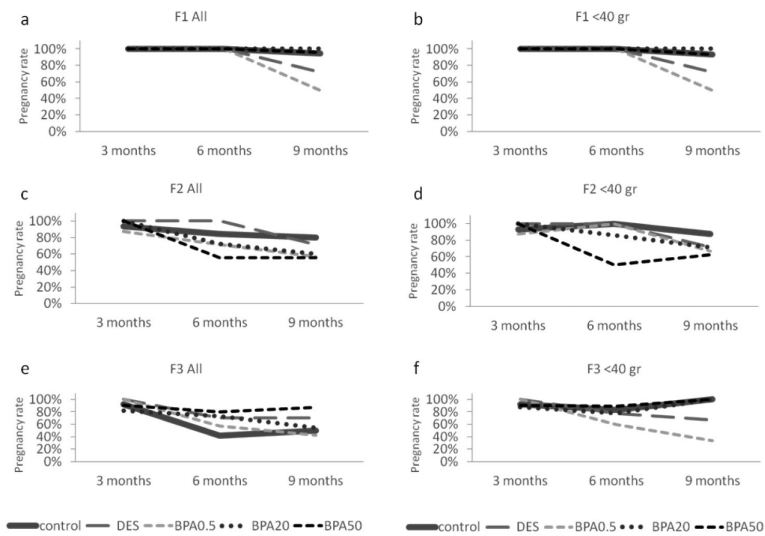 a
F1 All
Pregnancy rate
100%
80%
60%
40%
20%
0%
3 months 6 months 9 months
b
F1 <40 gr
Pregnancy rate
100%
80%
60%
40%
20%
0%
3 months 6 months 9 months
c
F2 All
Pregnancy rate
100%
80%
60%
40%
20%
0%
3 months 6 months 9 months
d
F2 <40 gr
Pregnancy rate
100%
80%
60%
40%
20%
0%
3 months 6 months 9 months
e
F3 All
Pregnancy rate
100%
80%
60%
40%
20%
0%
3 months 6 months 9 months
f
F3 <40 gr
Pregnancy rate
100%
80%
60%
40%
20%
0%
3 months 6 months 9 months
control DES BPA0.5 BPA20 BPA50
control DES BPA0.5 BPA20 BPA50